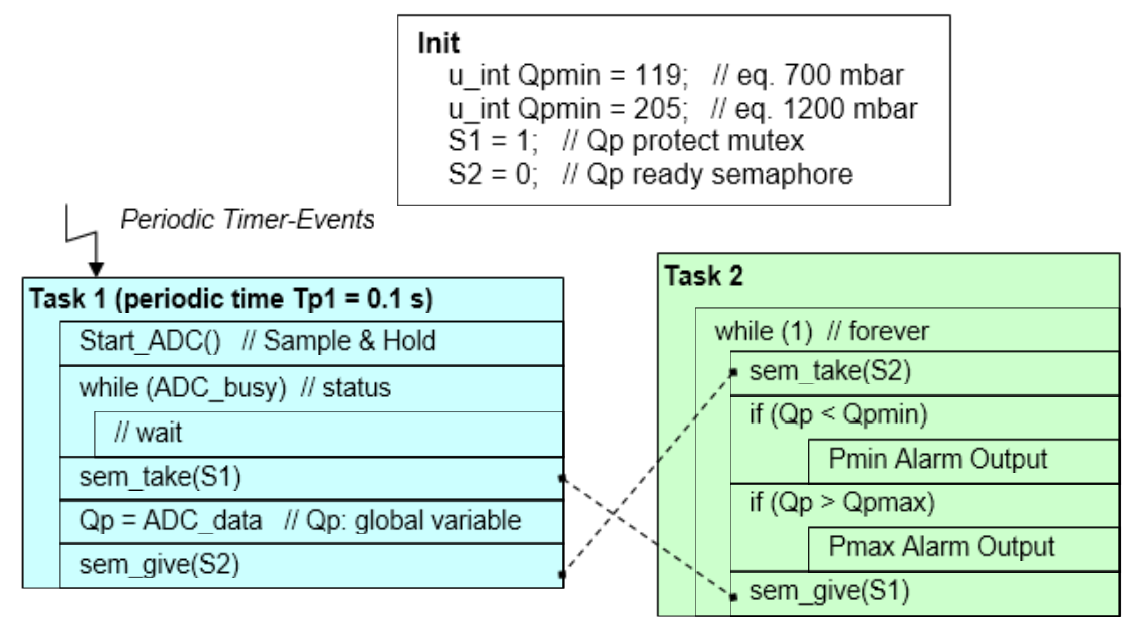 Init
u_int Qpmin = 119; // eq. 700 mbar
u_int Qpmin = 205; // eq. 1200 mbar
S1 = 1; // Qp protect mutex
S2 = 0; // Qp ready semaphore
Periodic Timer-Events
Task 1 (periodic time Tp1 = 0.1 s)
Start_ADC() // Sample & Hold
while (ADC_busy) // status
// wait
sem_take(S1)
Qp = ADC_data // Qp: global variable
sem_give(S2)
Task 2
while (1) // forever
sem_take(S2)
if (Qp < Qpmin)
Pmin Alarm Output
if (Qp > Qpmax)
Pmax Alarm Output
sem_give(S1)